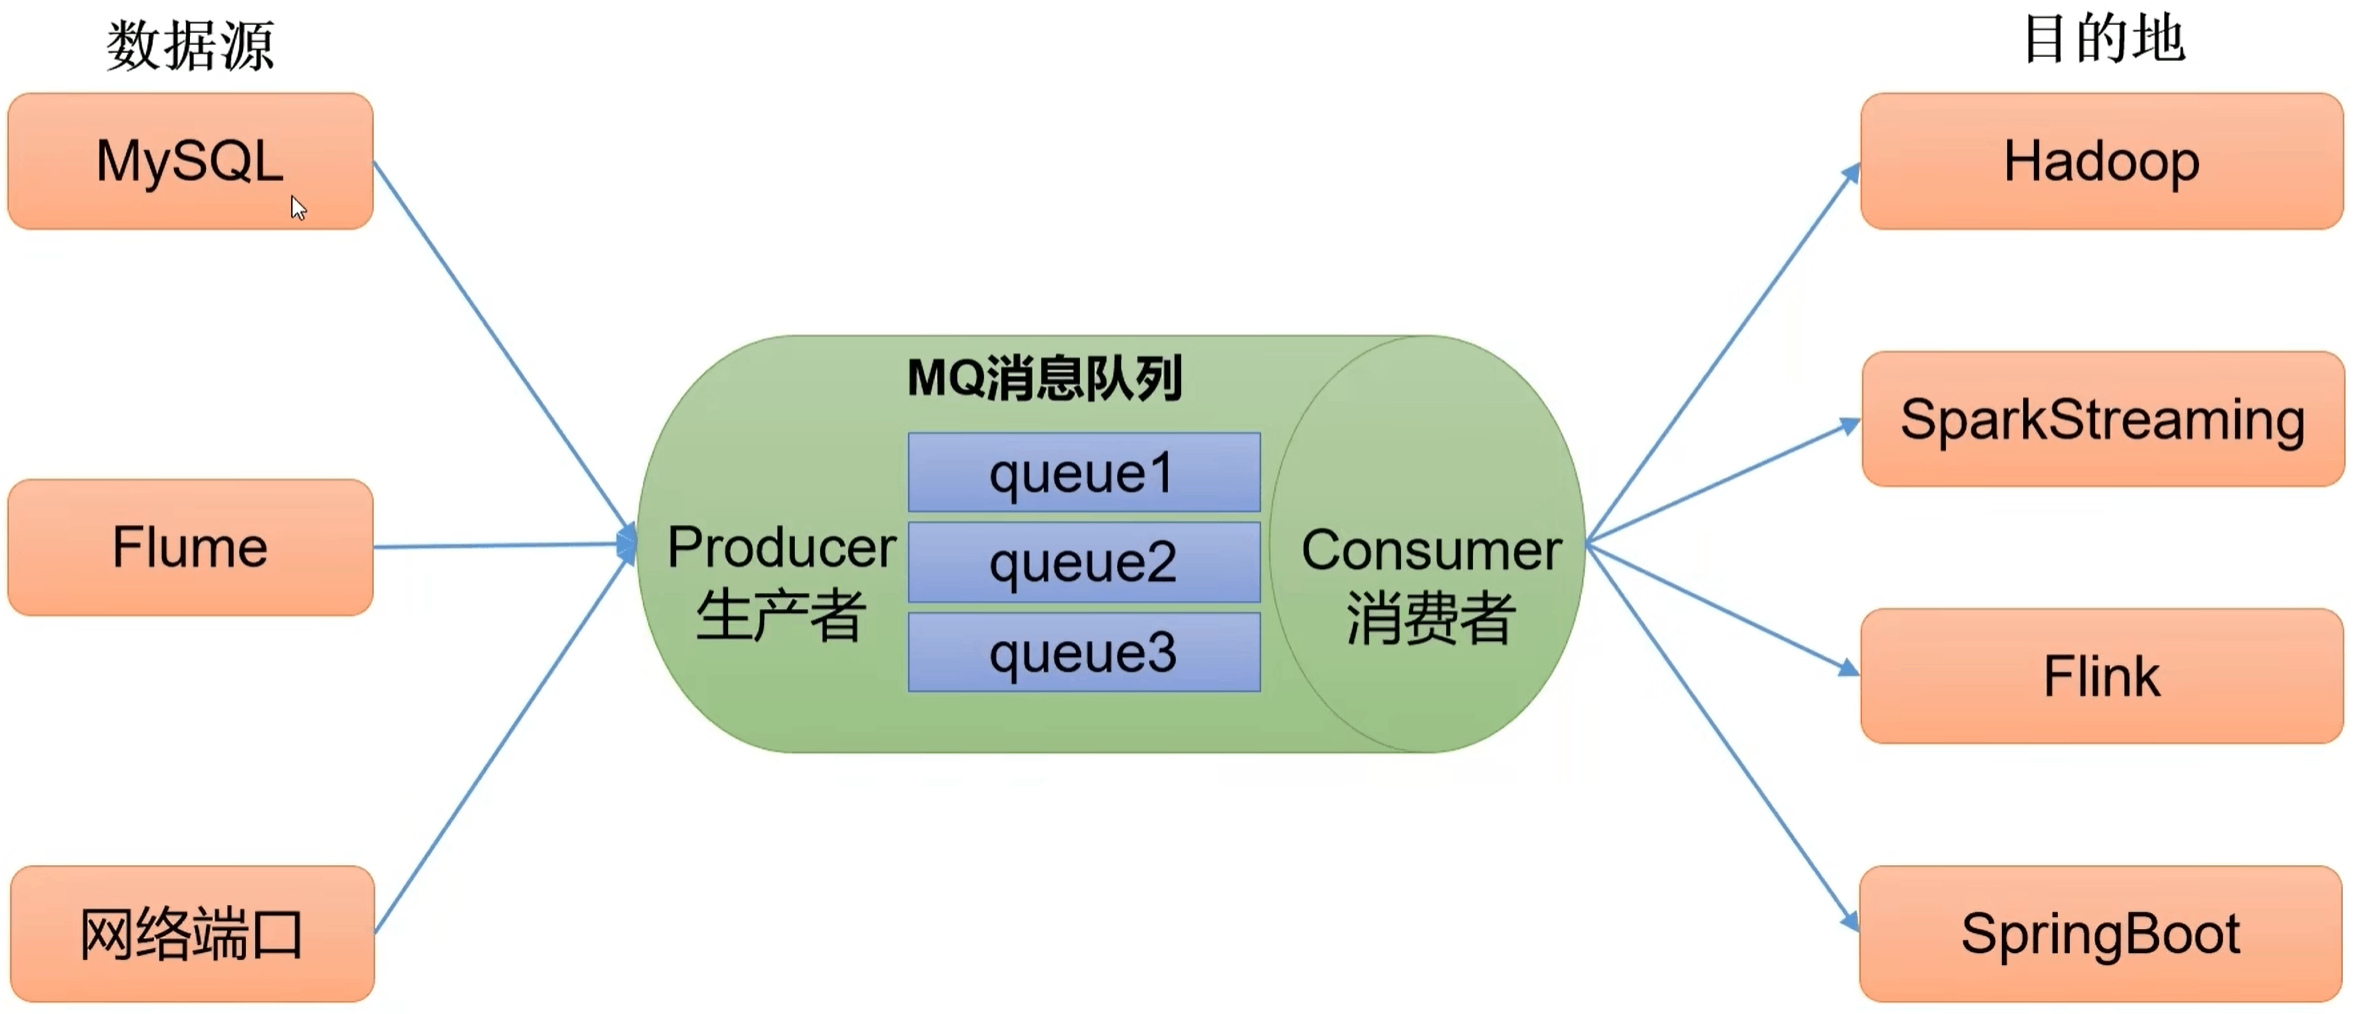 数据源
MySQL
Flume
网络端口
MQ消息队列
Producer
生产者
queue1
queue2
queue3
Consumer
消费者
目的地
Hadoop
SparkStreaming
Flink
SpringBoot